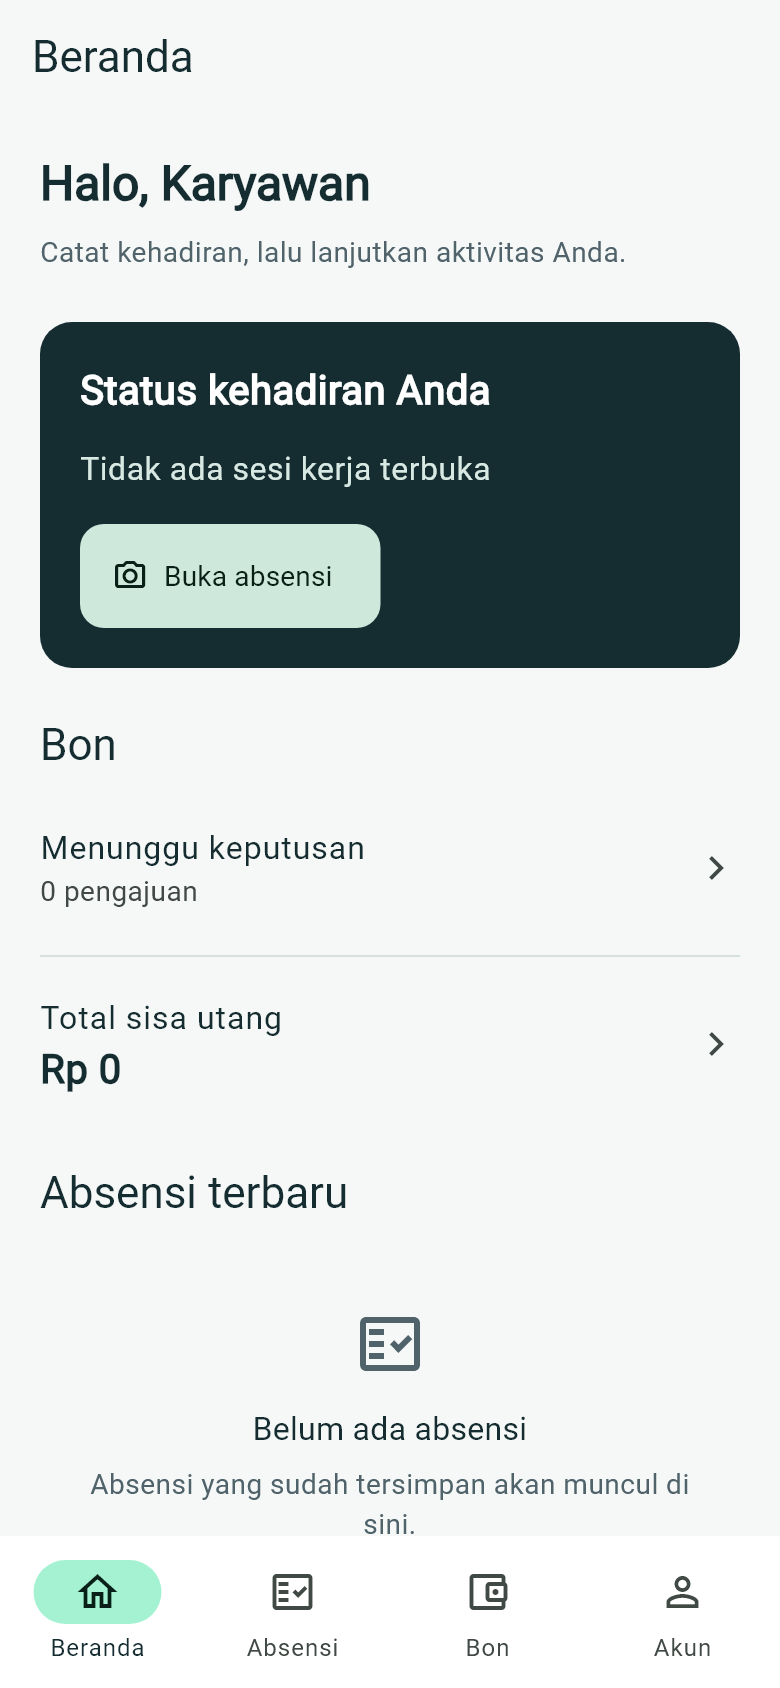 Beranda
Halo, Karyawan
Catat kehadiran, lalu lanjutkan aktivitas Anda.
Status kehadiran Anda
Tidak ada sesi kerja terbuka
Buka absensi
Bon
Menunggu keputusan
0 pengajuan
Total sisa utang
Rp 0
Absensi terbaru
Belum ada absensi
Absensi yang sudah tersimpan akan muncul di
sini.
Beranda
Absensi
Bon
Akun